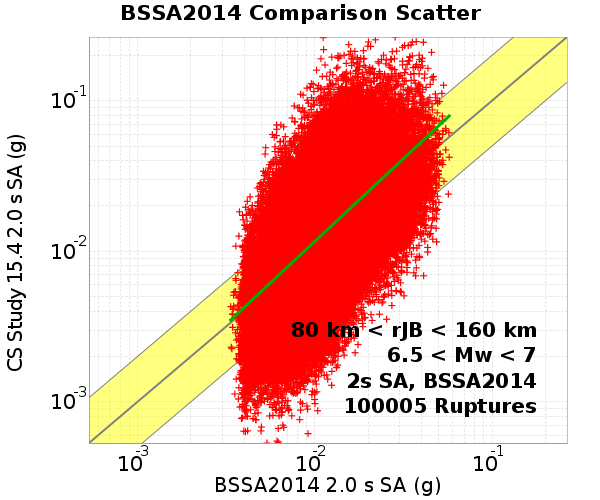 BSSA2014 Comparison Scatter
CS Study 15.4 2.0 s SA (g)
10-1
10-2
10-3
80 km < rJB < 160 km
6.5 < Mw < 7
2s SA, BSSA2014
100005 Ruptures
10-3 10-2 10-1
BSSA2014 2.0 s SA (g)